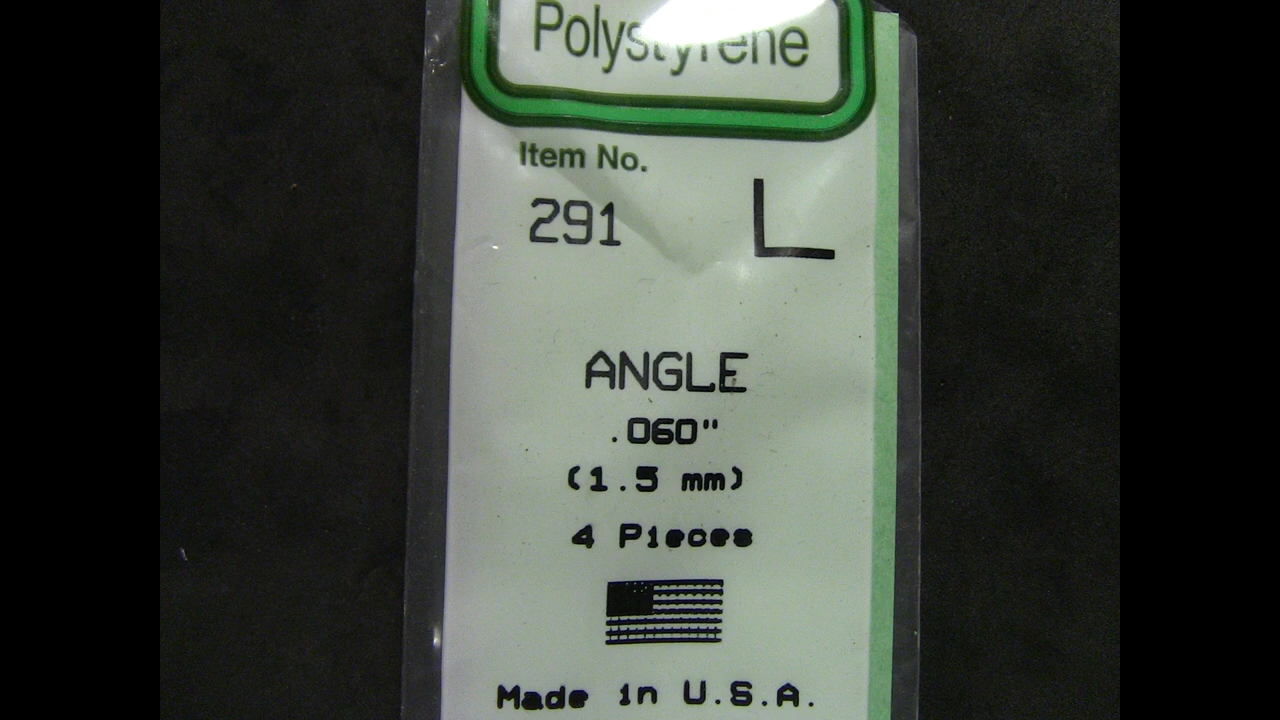 Polystyrene
Item No.
291
L
ANGLE
.060"
(1.5 mm)
4 Pieces
Made in U.S.A.